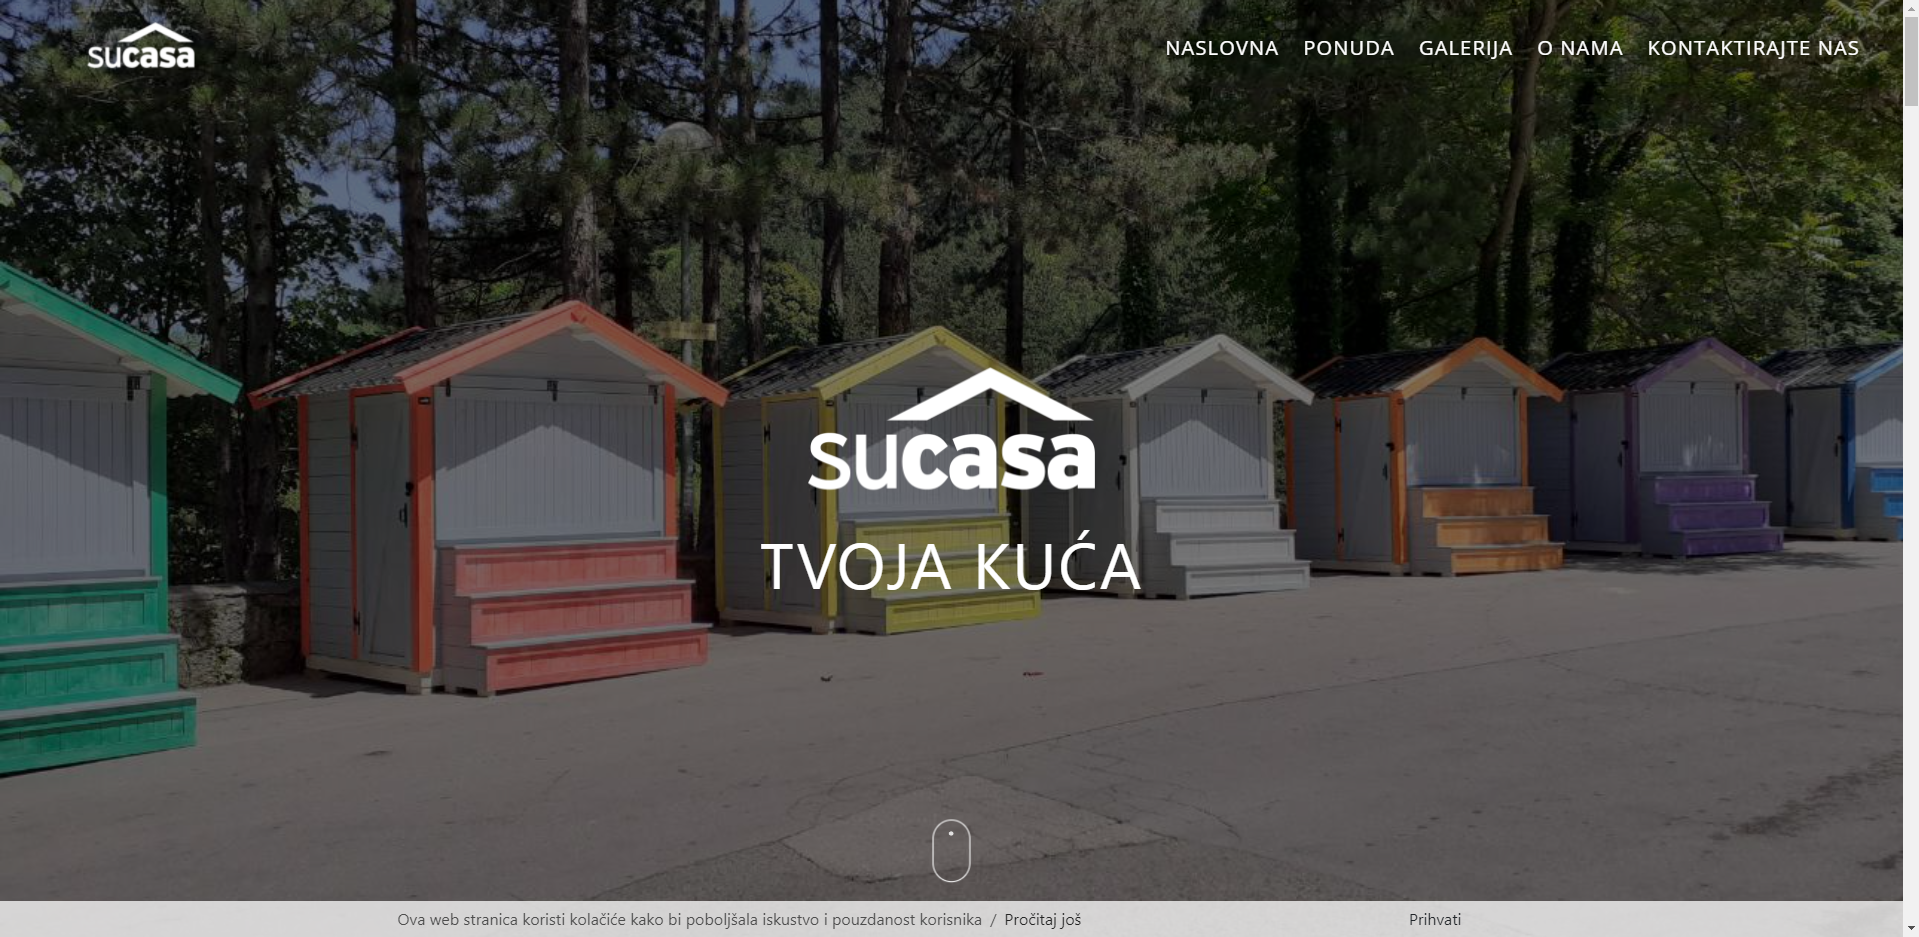 sucasa
NASLOVNA PONUDA GALERIJA O NAMA KONTAKTIRAJTE NAS
sucasa
TVOJA KUĆA
Ova web stranica koristi kolačiće kako bi poboljšala iskustvo i pouzdanost korisnika / Pročitaj još Prihvati